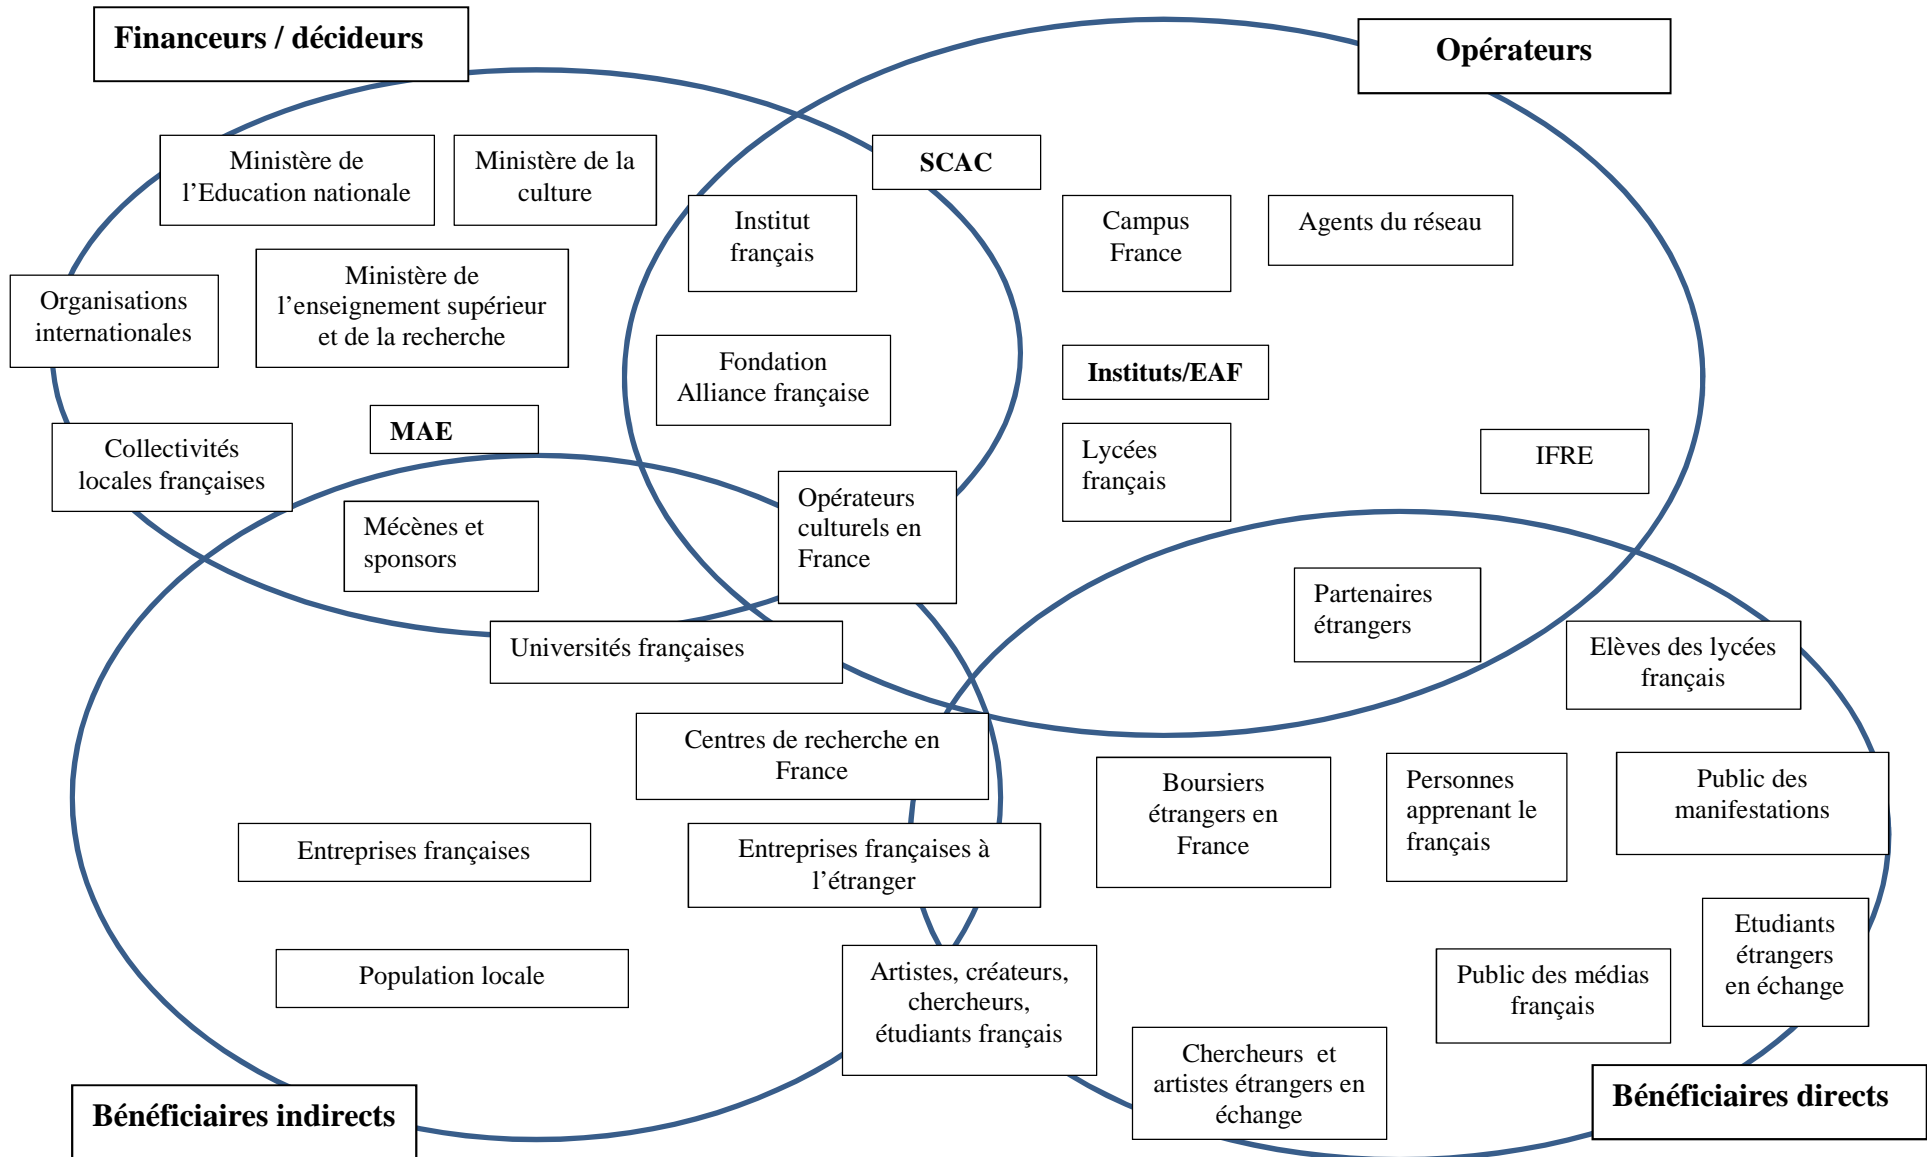 Financeurs / décideurs
Opérateurs
Ministère de
l’Education nationale
Ministère de la
culture
SCAC
Institut
français
Campus
France
Agents du réseau
Organisations
internationales
Ministère de
l’enseignement supérieur
et de la recherche
Fondation
Alliance française
Instituts/EAF
MAE
Collectivités
locales françaises
Lycées
français
IFRE
Mécènes et
sponsors
Opérateurs
culturels en
France
Partenaires
étrangers
Universités françaises
Elèves des lycées
français
Centres de recherche en
France
Boursiers
étrangers en
France
Personnes
apprenant le
français
Public des
manifestations
Entreprises françaises
Entreprises françaises à
l’étranger
Population locale
Artistes, créateurs,
chercheurs,
étudiants français
Public des médias
français
Etudiants
étrangers
en échange
Chercheurs  et
artistes étrangers en
échange
Bénéficiaires indirects
Bénéficiaires directs